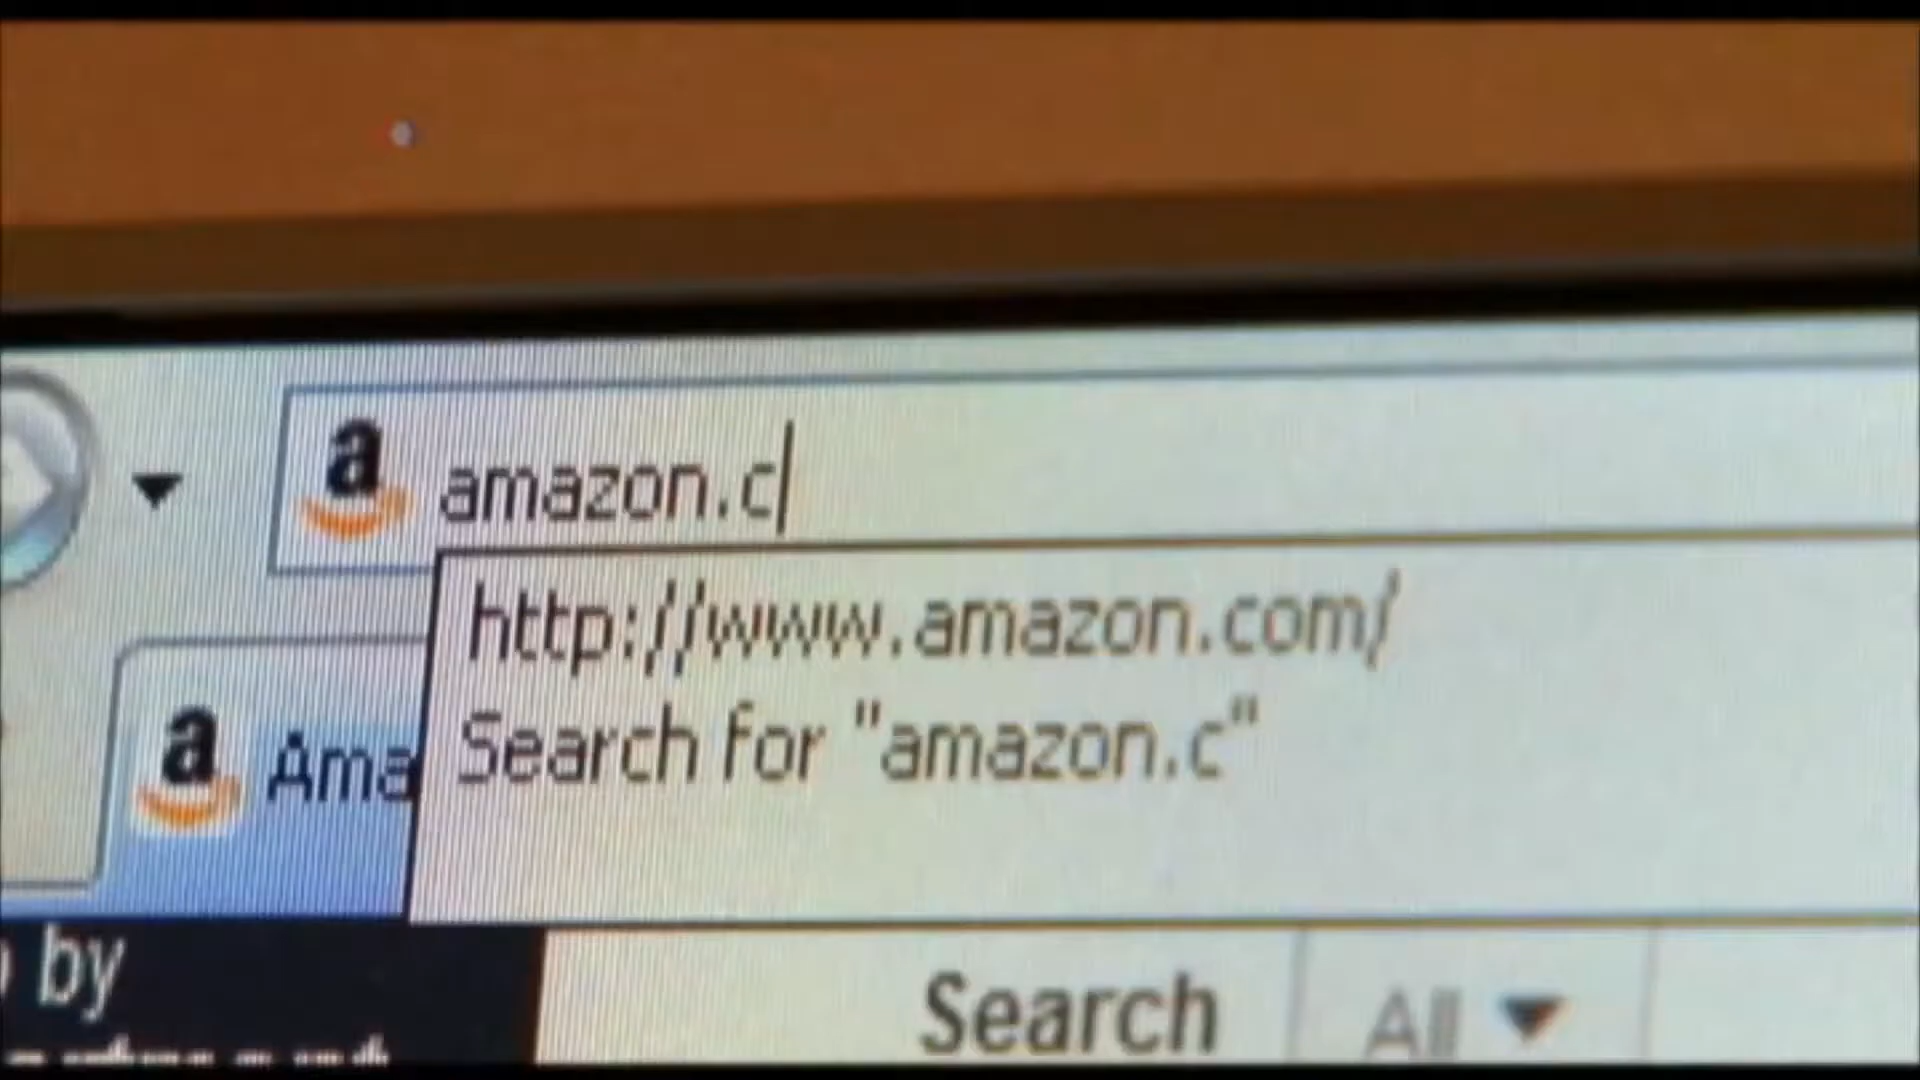 a amazon.c
http://www.amazon.com/
Search for "amazon.c"
a Ama
by
Search All